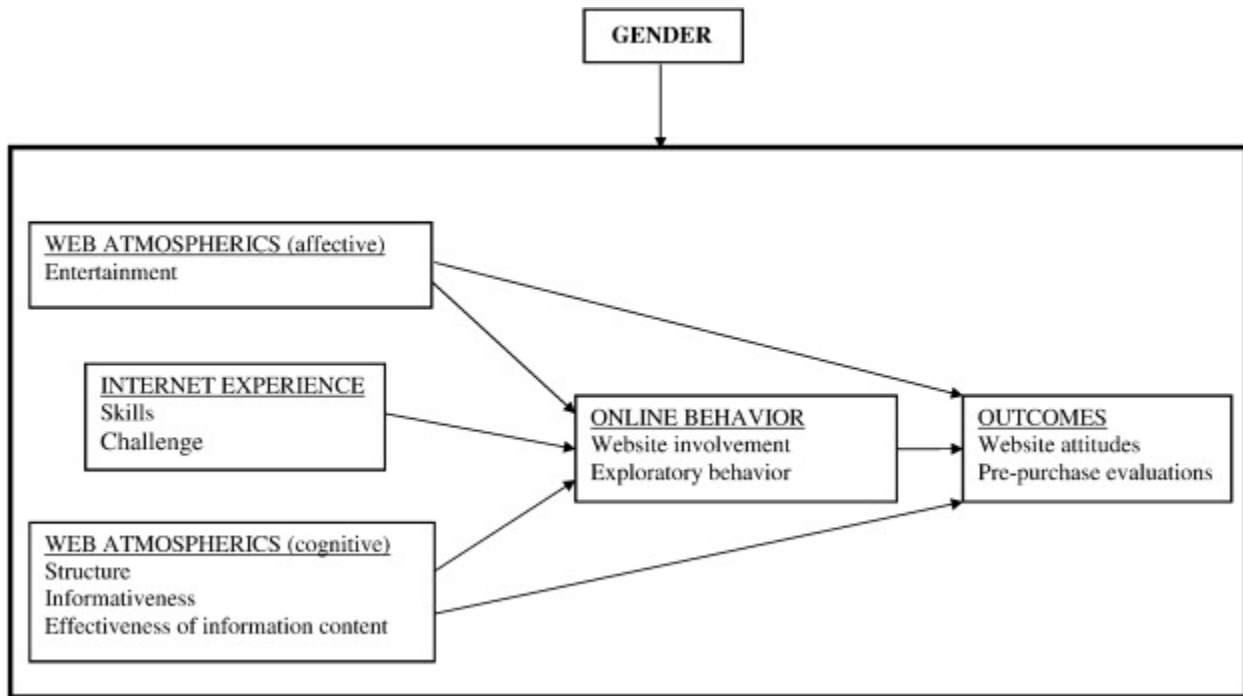 GENDER
WEB ATMOSPHERICS (affective)
Entertainment
INTERNET EXPERIENCE
Skills
Challenge
WEB ATMOSPHERICS (cognitive)
Structure
Informativeness
Effectiveness of information content
ONLINE BEHAVIOR
Website involvement
Exploratory behavior
OUTCOMES
Website attitudes
Pre-purchase evaluations